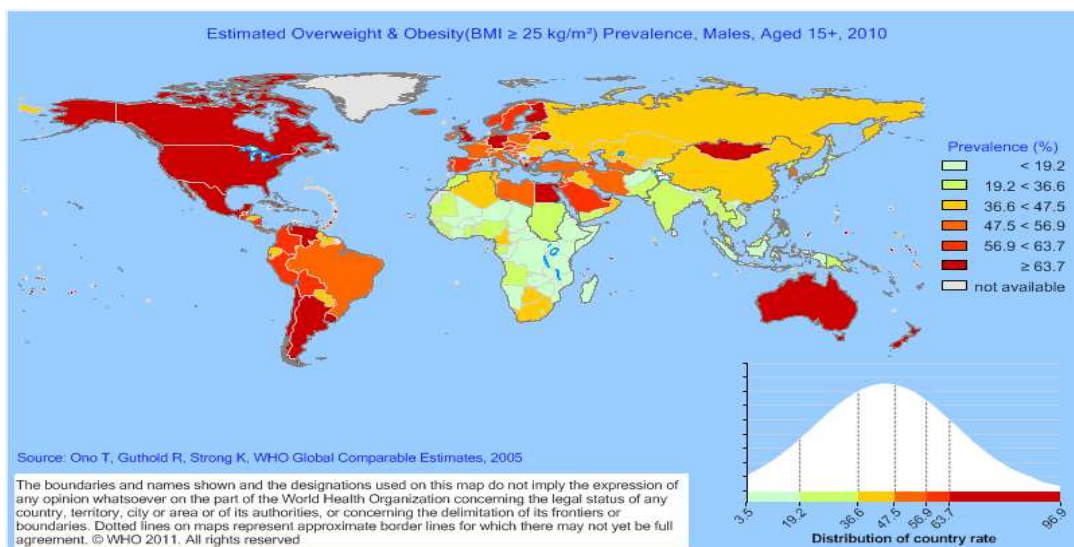 Estimated Overweight & Obesity(BMI ≥ 25 kg/m²) Prevalence, Males, Aged 15+, 2010
Prevalence (%)
< 19.2
19.2 < 36.6
36.6 < 47.5
47.5 < 56.9
56.9 < 63.7
≥ 63.7
not available
Source: Ono T, Guthold R, Strong K, WHO Global Comparable Estimates, 2005
The boundaries and names shown and the designations used on this map do not imply the expression of
any opinion whatsoever on the part of the World Health Organization concerning the legal status of any
country, territory, city or area or of its authorities, or concerning the delimitation of its frontiers or
boundaries. Dotted lines on maps represent approximate border lines for which there may not yet be full
agreement. © WHO 2011. All rights reserved
3.5 19.2 36.6 47.5 56.9 63.7 96.9
Distribution of country rate